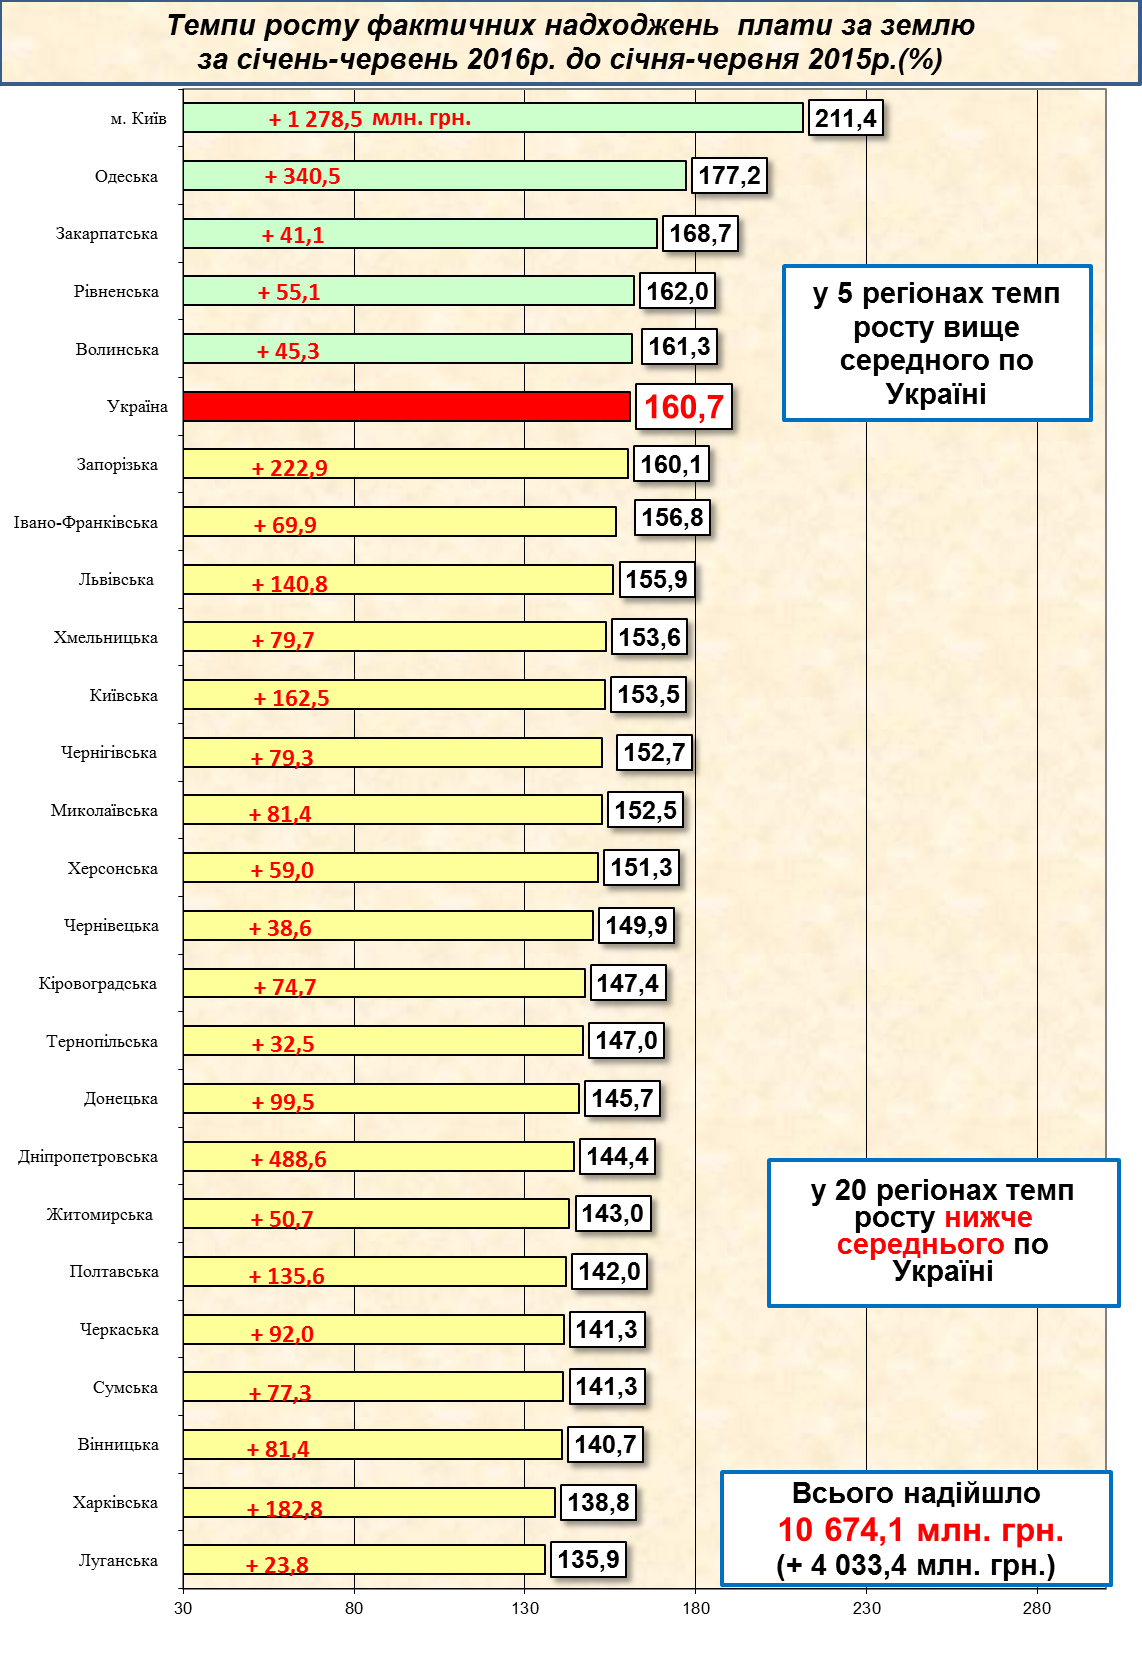 Темпи росту фактичних надходжень плати за землю
за січень-червень 2016р. до січня-червня 2015р.(%)
м. Київ + 1 278,5 млн. грн. 211,4
Одеська + 340,5 177,2
Закарпатська + 41,1 168,7
Рівненська + 55,1 162,0
Волинська + 45,3 161,3
у 5 регіонах темп
росту вище
середного по
Україні
Україна 160,7
Запорізька + 222,9 160,1
Івано-Франківська + 69,9 156,8
Львівська + 140,8 155,9
Хмельницька + 79,7 153,6
Київська + 162,5 153,5
Чернігівська + 79,3 152,7
Миколаївська + 81,4 152,5
Херсонська + 59,0 151,3
Чернівецька + 38,6 149,9
Кіровоградська + 74,7 147,4
Тернопільська + 32,5 147,0
Донецька + 99,5 145,7
Дніпропетровська + 488,6 144,4
Житомирська + 50,7 143,0
у 20 регіонах темп
росту нижче
середнього по
Україні
Полтавська + 135,6 142,0
Черкаська + 92,0 141,3
Сумська + 77,3 141,3
Вінницька + 81,4 140,7
Харківська + 182,8 138,8
Луганська + 23,8 135,9
Всього надійшло
10 674,1 млн. грн.
(+ 4 033,4 млн. грн.)
30 80 130 180 230 280